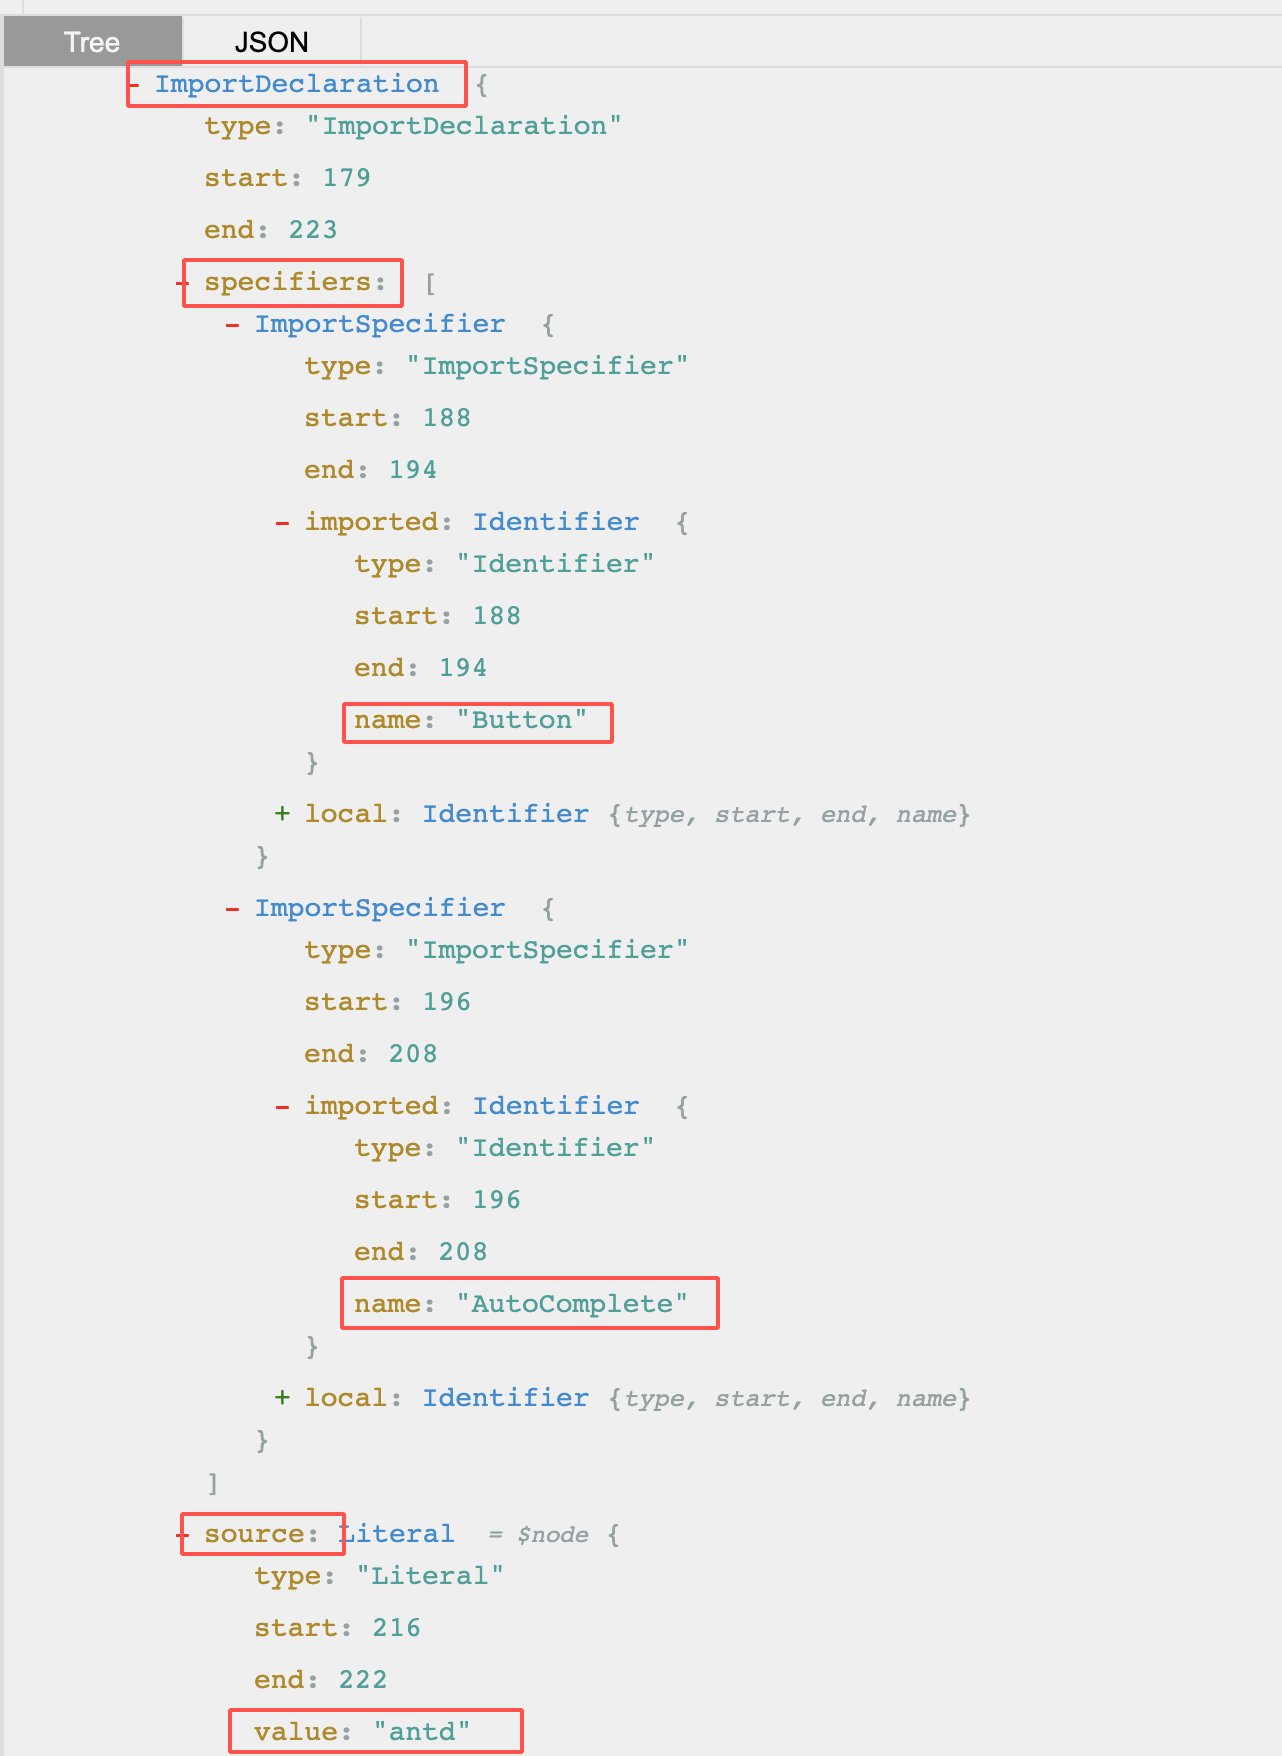 Tree JSON
- ImportDeclaration {
type: "ImportDeclaration"
start: 179
end: 223
- specifiers: [
- ImportSpecifier {
type: "ImportSpecifier"
start: 188
end: 194
- imported: Identifier {
type: "Identifier"
start: 188
end: 194
name: "Button"
}
+ local: Identifier {type, start, end, name}
}
- ImportSpecifier {
type: "ImportSpecifier"
start: 196
end: 208
- imported: Identifier {
type: "Identifier"
start: 196
end: 208
name: "AutoComplete"
}
+ local: Identifier {type, start, end, name}
}
]
- source: Literal = $node {
type: "Literal"
start: 216
end: 222
value: "antd"